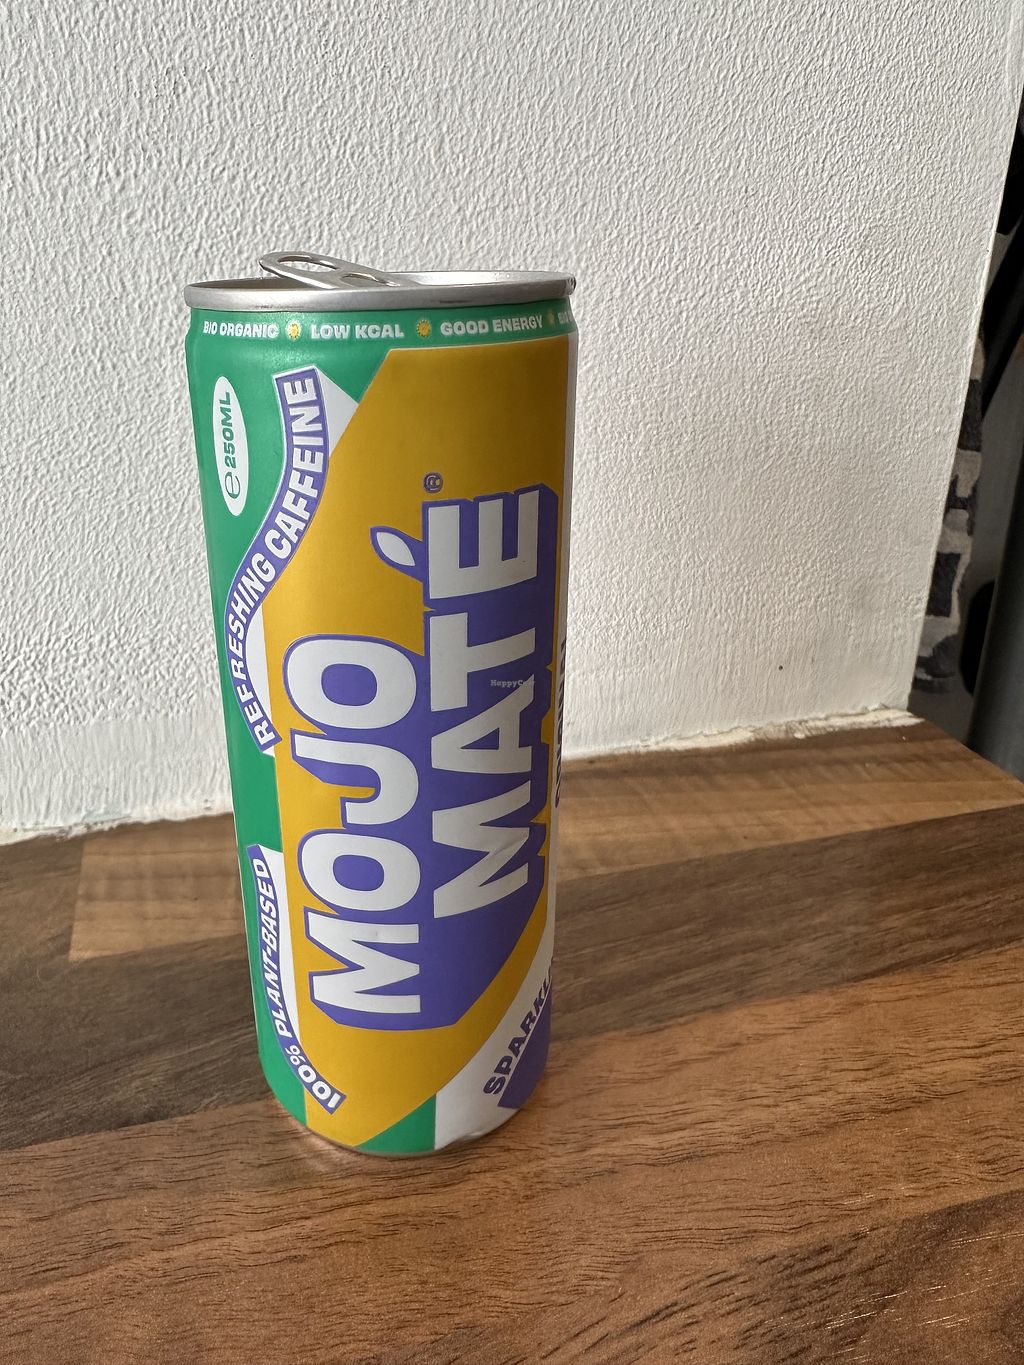 BIO ORGANIC LOW KCAL GOOD ENERGY
e 250ML
REFRESHING CAFFEINE
MOJO
MATÉ
100% PLANT-BASED